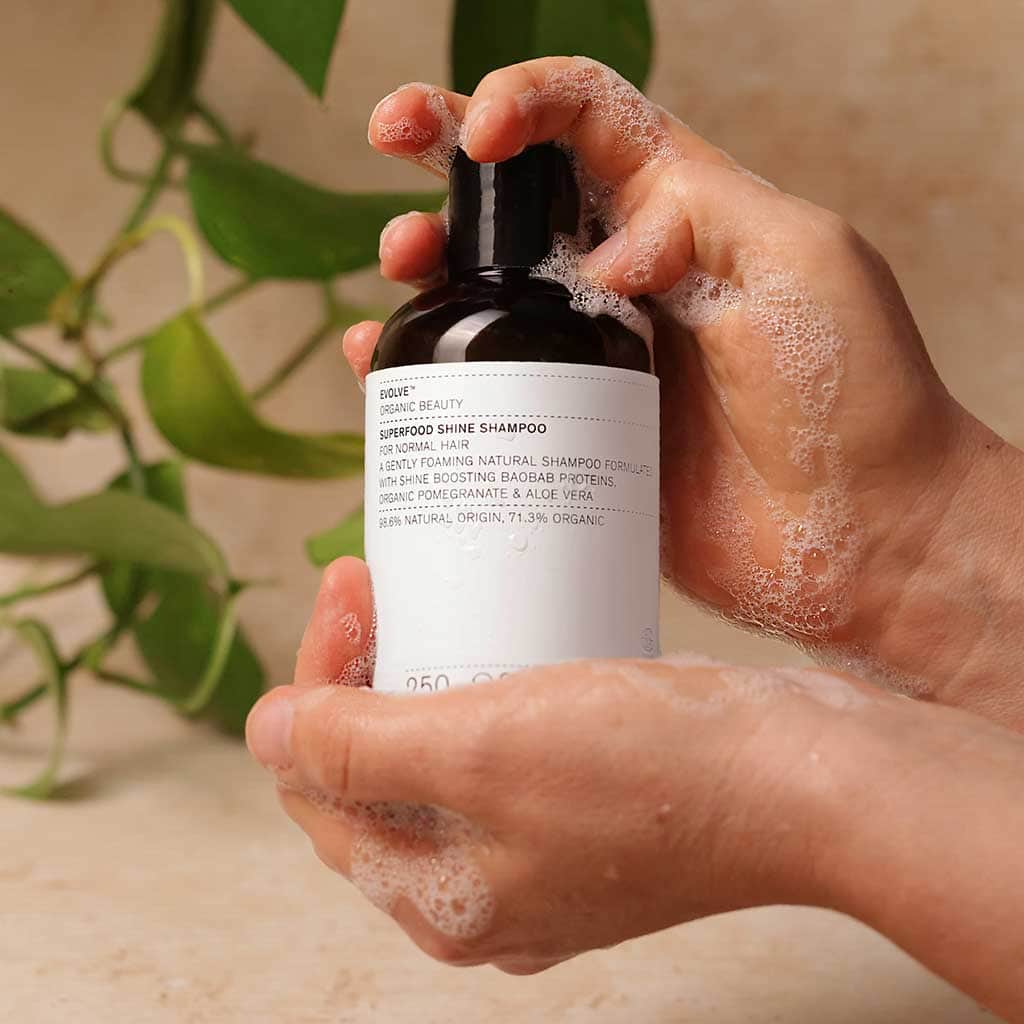 EVOLVE™
ORGANIC BEAUTY
SUPERFOOD SHINE SHAMPOO
FOR NORMAL HAIR
A GENTLY FOAMING NATURAL SHAMPOO FORMULATED
WITH SHINE BOOSTING BAOBAB PROTEINS,
ORGANIC POMEGRANATE & ALOE VERA
98.6% NATURAL ORIGIN, 71.3% ORGANIC
250